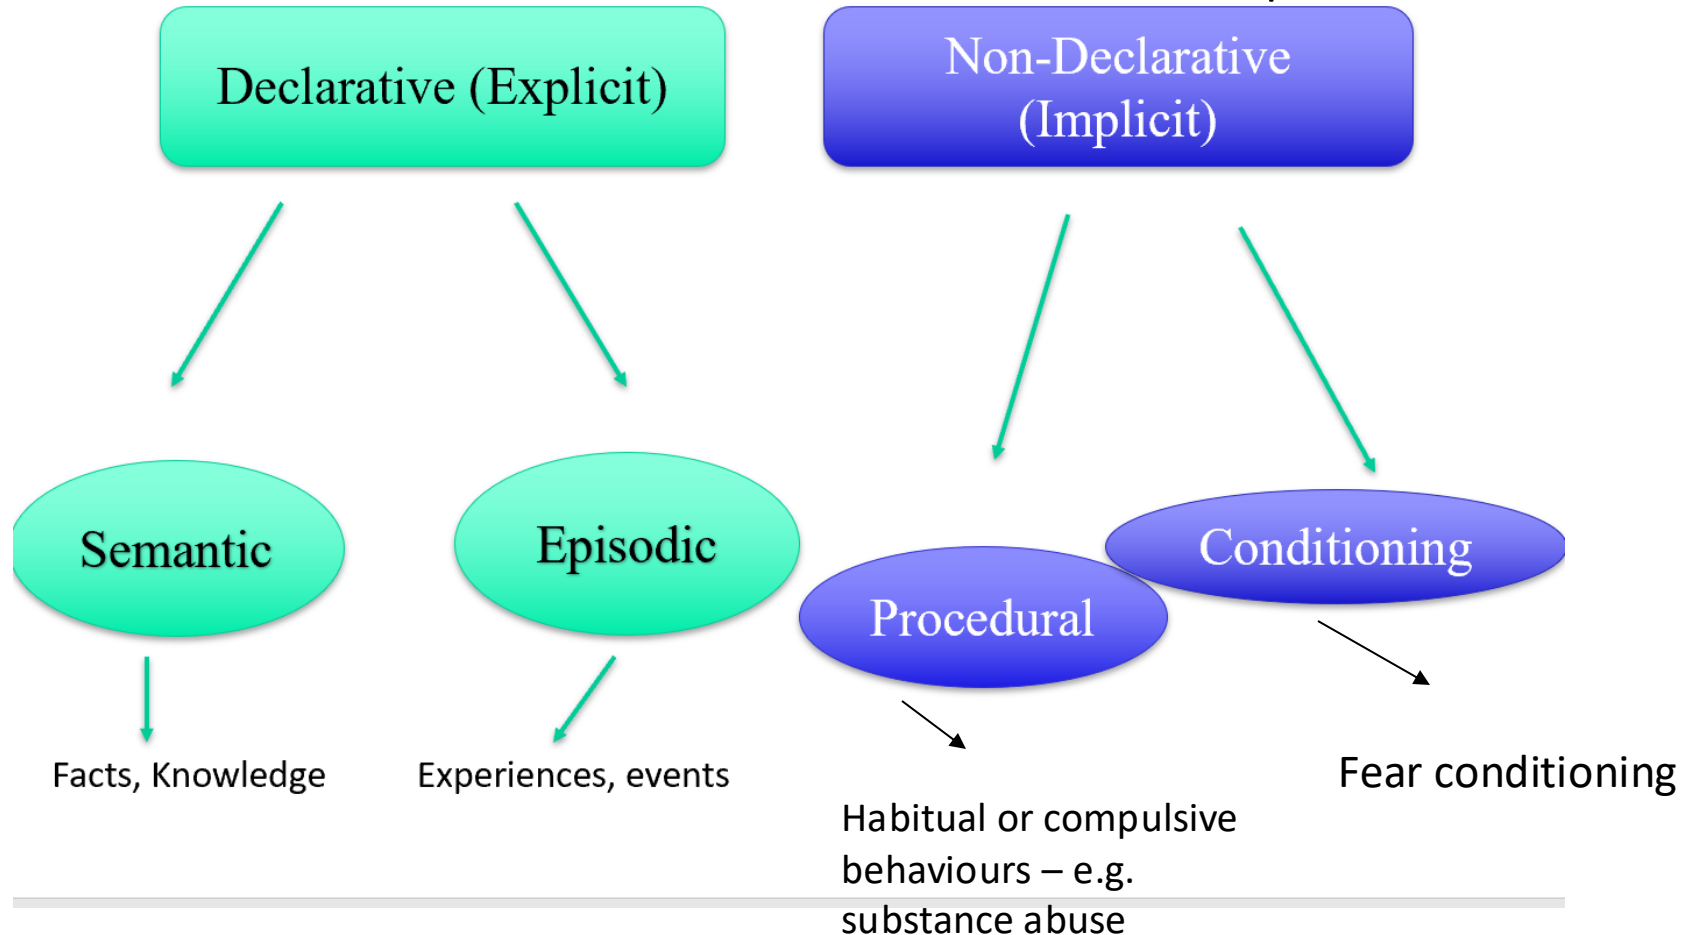 Declarative (Explicit)
Non-Declarative
(Implicit)
Semantic
Episodic
Procedural
Conditioning
Facts, Knowledge
Experiences, events
Habitual or compulsive
behaviours – e.g.
substance abuse
Fear conditioning